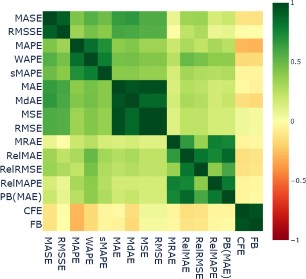 MASE
RMSSE
MAPE
WAPE
sMAPE
MAE
MdAE
MSE
RMSE
MRAE
RelMAE
RelRMSE
RelMAPE
PB(MAE)
CFE
FB
MASE
RMSSE
MAPE
WAPE
sMAPE
MAE
MdAE
MSE
RMSE
MRAE
RelMAE
RelRMSE
RelMAPE
PB(MAE)
CFE
FB
1
0.5
0
−0.5
−1